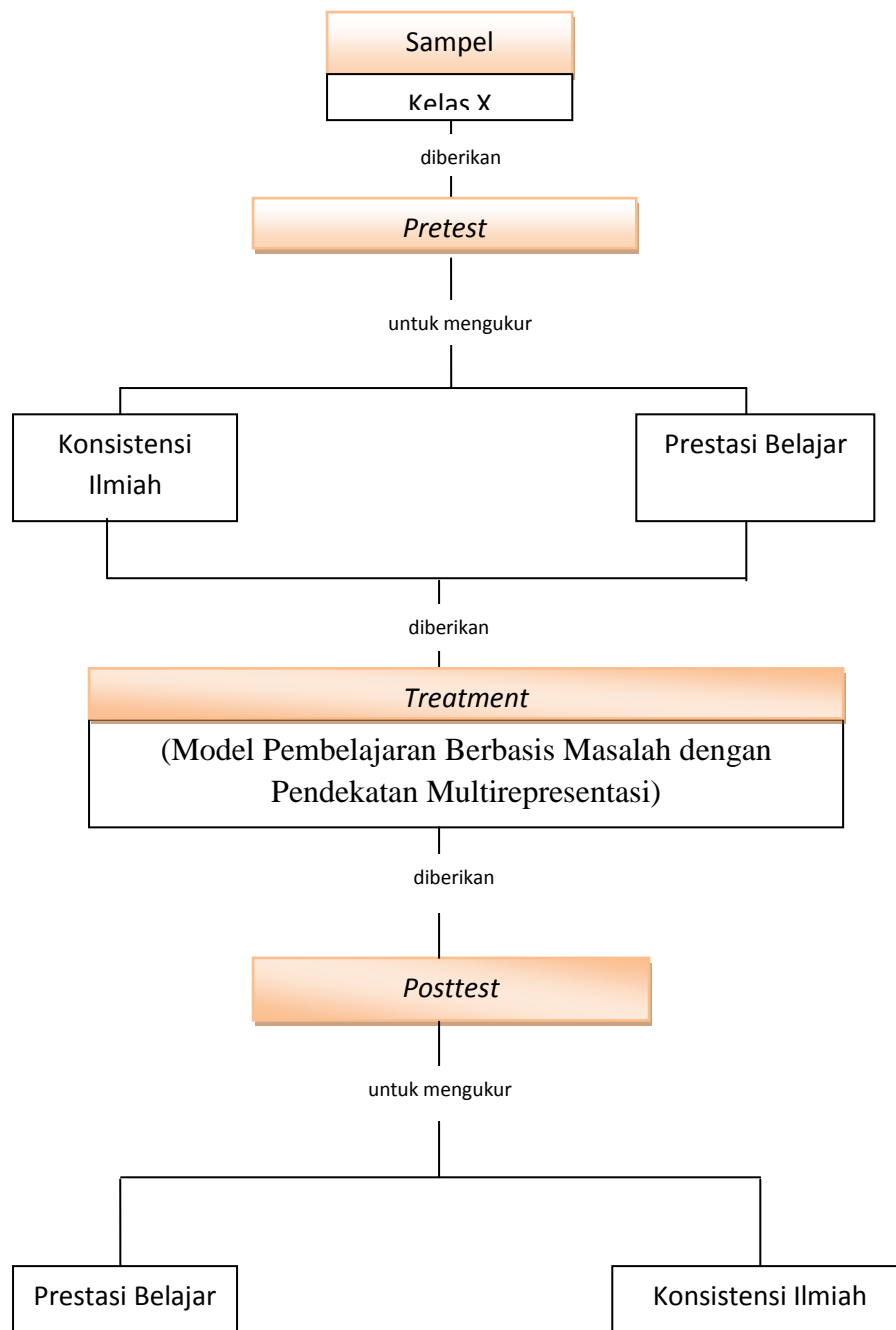 Sampel
Kelas X
diberikan
Pretest
untuk mengukur
Konsistensi
Ilmiah
Prestasi Belajar
diberikan
Treatment
(Model Pembelajaran Berbasis Masalah dengan
Pendekatan Multirepresentasi)
diberikan
Posttest
untuk mengukur
Prestasi Belajar
Konsistensi Ilmiah